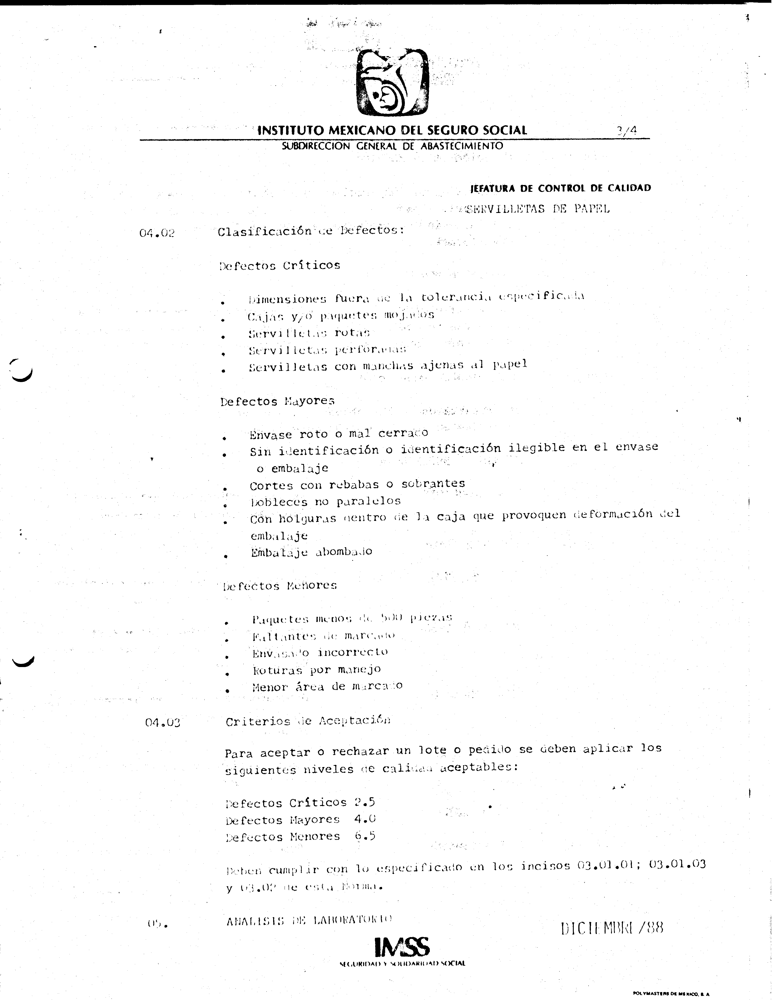 INSTITUTO MEXICANO DEL SEGURO SOCIAL 3/4
SUBDIRECCION GENERAL DE ABASTECIMIENTO
JEFATURA DE CONTROL DE CALIDAD
SERVILLETAS DE PAPEL
04.02 Clasificación de Defectos:
Defectos Críticos
. Dimensiones fuera de la tolerancia especificada
. Cajas y/o paquetes mojados
. Servilletas rotas
. Servilletas perforadas
. Servilletas con manchas ajenas al papel
Defectos Mayores
. Envase roto o mal cerrado
. Sin identificación o identificación ilegible en el envase
o embalaje
. Cortes con rebabas o sobrantes
. Dobleces no paralelos
. Con holguras dentro de la caja que provoquen deformación del
embalaje
. Embalaje abombado
Defectos Menores
. Paquetes menos de 500 piezas
. Faltantes de marcado
. Envasado incorrecto
. Roturas por manejo
. Menor área de marcado
04.03 Criterios de Aceptación
Para aceptar o rechazar un lote o pedido se deben aplicar los
siguientes niveles de calidad aceptables:
Defectos Críticos 2.5
Defectos Mayores 4.0
Defectos Menores 6.5
Deben cumplir con lo especificado en los incisos 03.01.01; 03.01.03
y 03.02 de esta Norma.
05. ANALISIS DE LABORATORIO
DICIEMBRE/88
IMSS
SEGURIDAD Y SOLIDARIDAD SOCIAL
POLYMASTERS DE MEXICO, S. A